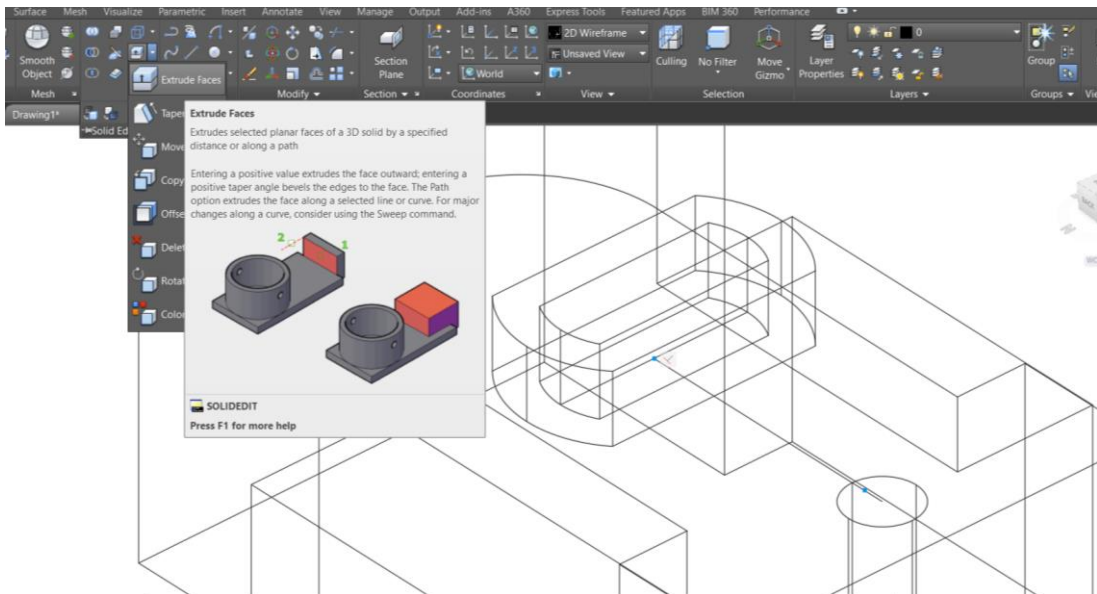 Surface Mesh Visualize Parametric Insert Annotate View Manage Output Add-ins A360 Express Tools Featured Apps BIM 360 Performance
Smooth
Object
Mesh
Extrude Faces
Modify
Section
Plane
Section
World
Coordinates
2D Wireframe
Unsaved View
View
Culling
No Filter
Move
Gizmo
Selection
Layer
Properties
0
Layers
Group
Groups
Drawing1*
Solid Ed
Taper
Move
Copy
Offse
Delet
Rotat
Color
Extrude Faces
Extrudes selected planar faces of a 3D solid by a specified
distance or along a path
Entering a positive value extrudes the face outward; entering a
positive taper angle bevels the edges to the face. The Path
option extrudes the face along a selected line or curve. For major
changes along a curve, consider using the Sweep command.
2
1
SOLIDEDIT
Press F1 for more help